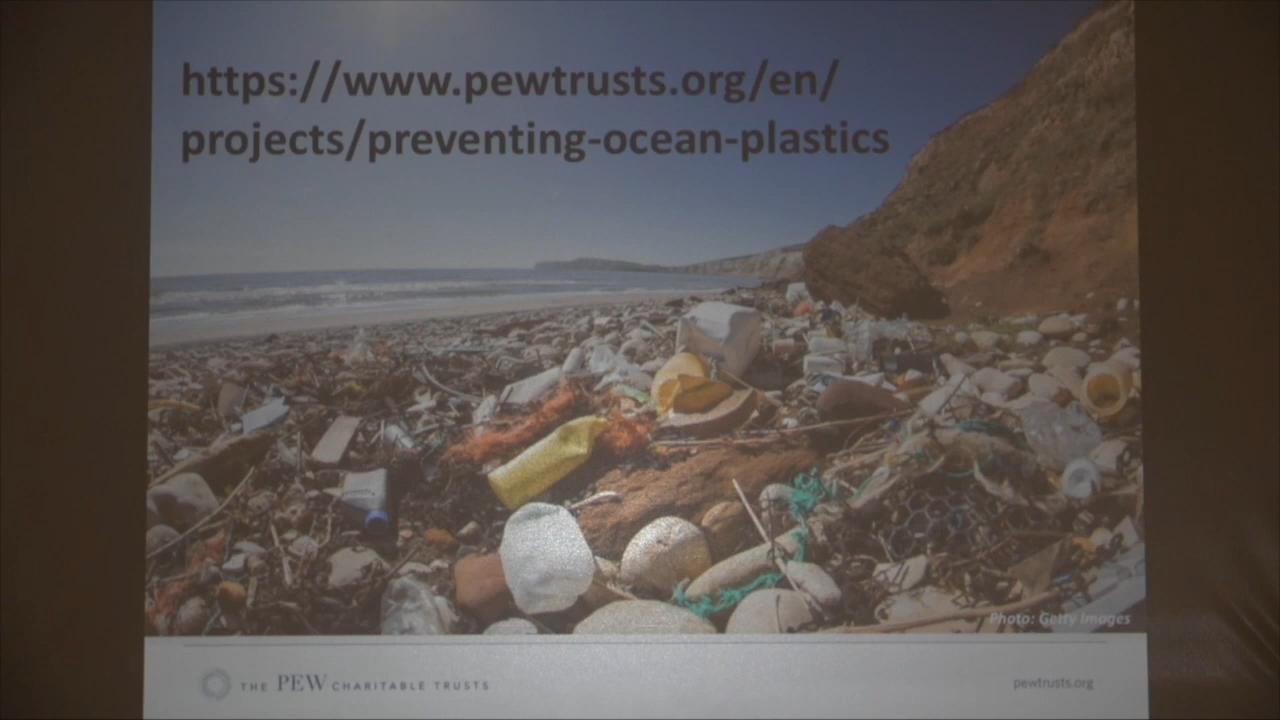 https://www.pewtrusts.org/en/
projects/preventing-ocean-plastics
Photo: Getty Images
THE PEW CHARITABLE TRUSTS
pewtrusts.org